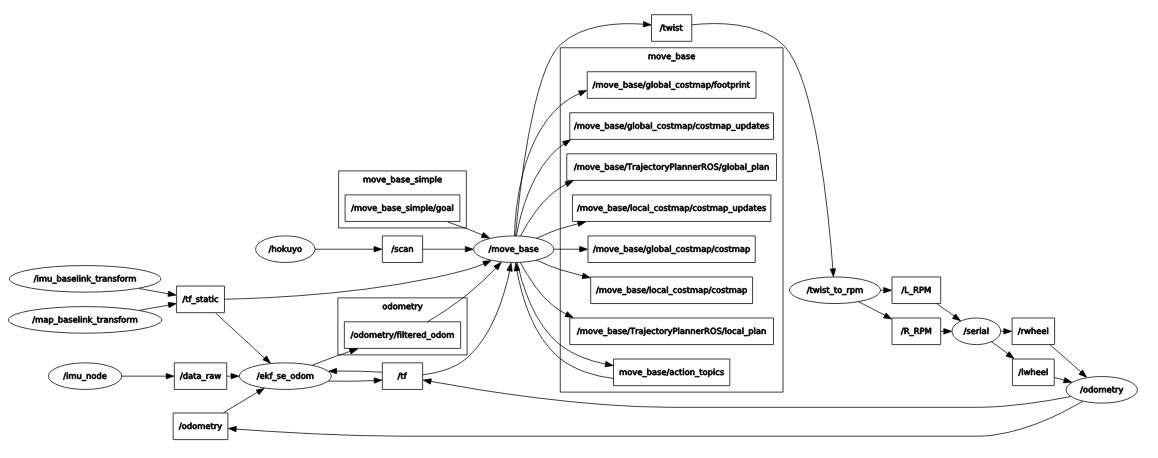 /twist
move_base
/move_base/global_costmap/footprint
/move_base/global_costmap/costmap_updates
/move_base/TrajectoryPlannerROS/global_plan
move_base_simple
/move_base_simple/goal
/move_base/local_costmap/costmap_updates
/hokuyo
/scan
/move_base
/move_base/global_costmap/costmap
/imu_baselink_transform
/move_base/local_costmap/costmap
/twist_to_rpm
/L_RPM
/tf_static
/map_baselink_transform
odometry
/odometry/filtered_odom
/move_base/TrajectoryPlannerROS/local_plan
/R_RPM
/serial
/rwheel
/imu_node
/data_raw
/ekf_se_odom
/tf
move_base/action_topics
/lwheel
/odometry
/odometry